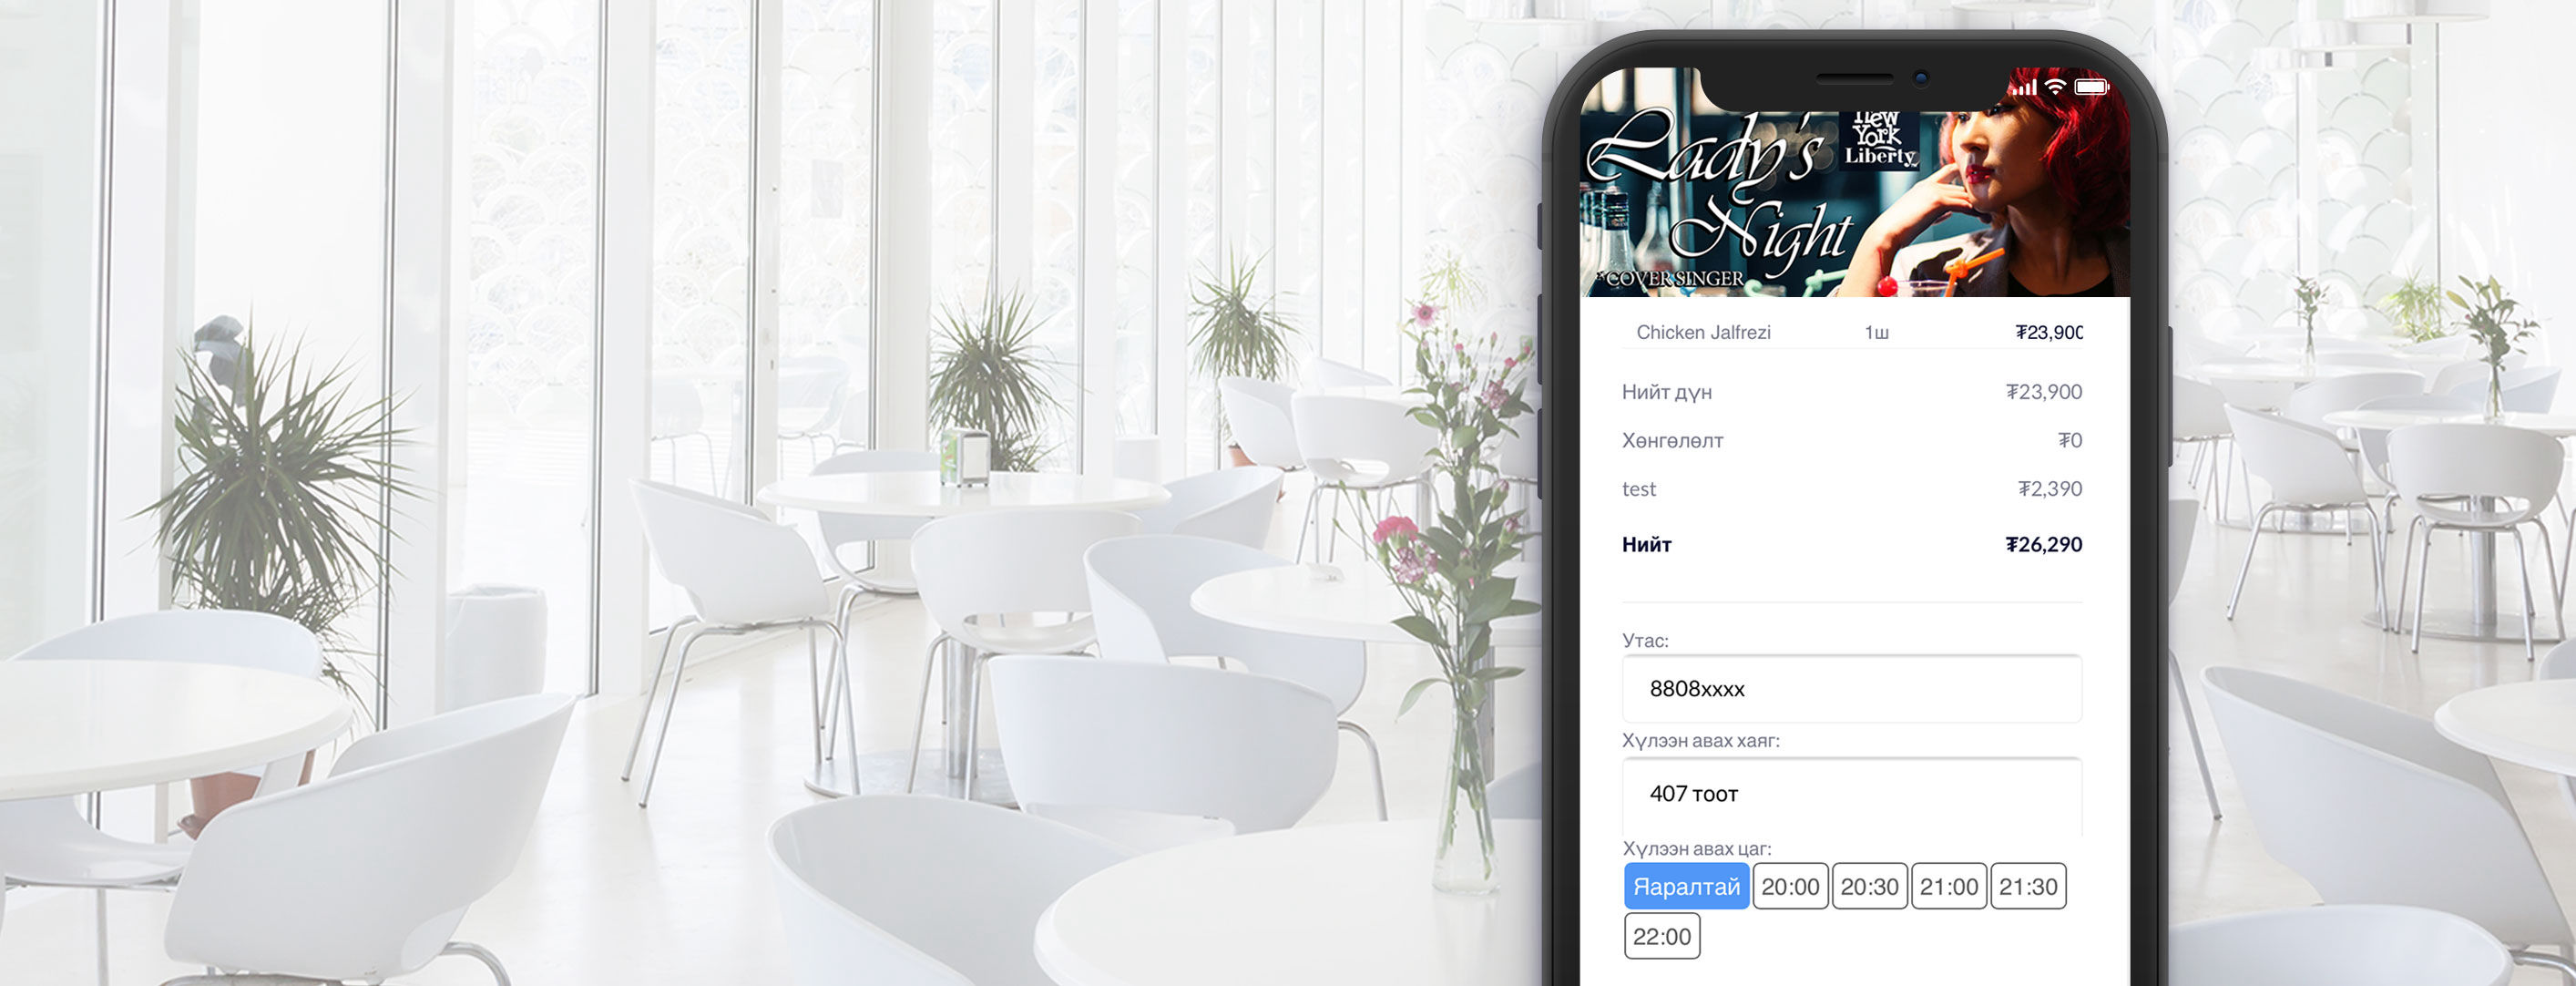 Lady's
New
York
Liberty
Night
COVER SINGER
Chicken Jalfrezi 1ш ₮23,900
Нийт дүн ₮23,900
Хөнгөлөлт ₮0
test ₮2,390
Нийт ₮26,290
Утас:
8808xxxx
Хүлээн авах хаяг:
407 тоот
Хүлээн авах цаг:
Яаралтай 20:00 20:30 21:00 21:30
22:00